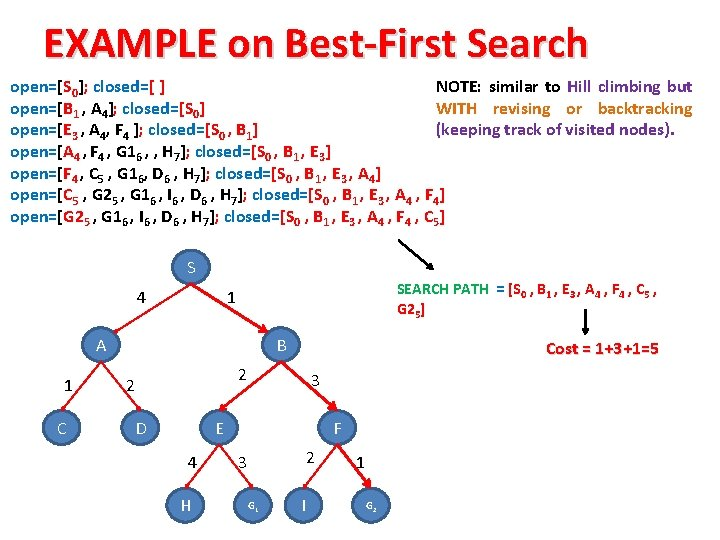 EXAMPLE on Best-First Search
open=[S0]; closed=[ ]
open=[B1 , A4]; closed=[S0]
open=[E3 , A4, F4 ]; closed=[S0 , B1]
open=[A4 , F4 , G16 , , H7]; closed=[S0 , B1 , E3]
open=[F4 , C5 , G16, D6 , H7]; closed=[S0 , B1 , E3 , A4]
open=[C5 , G25 , G16 , I6 , D6 , H7]; closed=[S0 , B1 , E3 , A4 , F4]
open=[G25 , G16 , I6 , D6 , H7]; closed=[S0 , B1 , E3 , A4 , F4 , C5]
NOTE: similar to Hill climbing but
WITH revising or backtracking
(keeping track of visited nodes).
SEARCH PATH = [S0 , B1 , E3 , A4 , F4 , C5 ,
G25]
Cost = 1+3+1=5
S
4 1
A B
1 2 2 3
C D E F
4 3 2 1
H G1 I G2